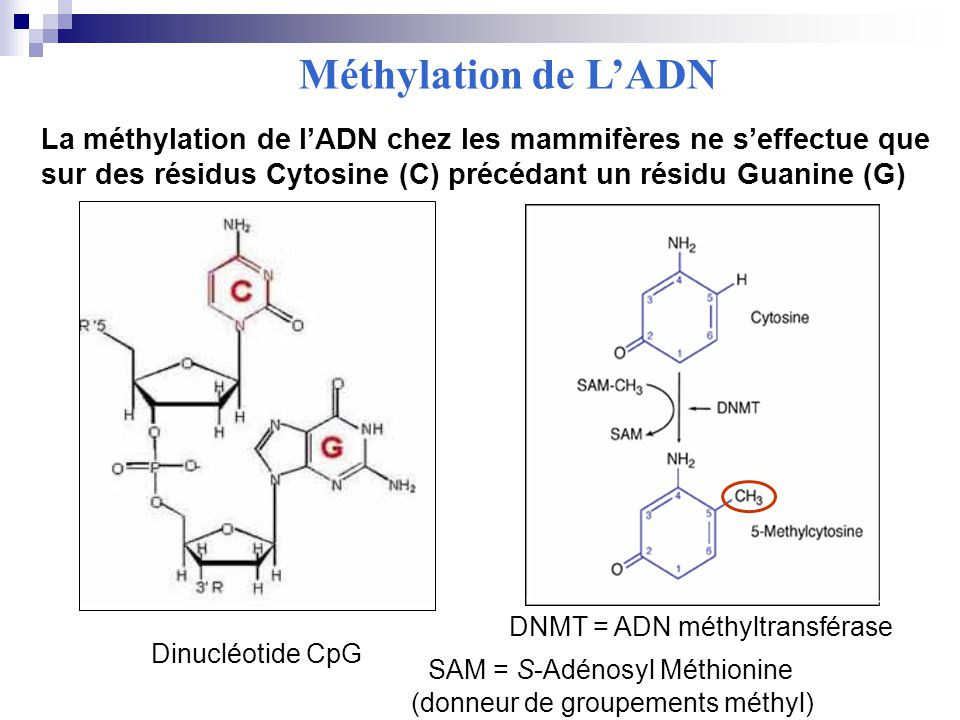 Méthylation de L’ADN
La méthylation de l’ADN chez les mammifères ne s’effectue que
sur des résidus Cytosine (C) précédant un résidu Guanine (G)
NH₂
N
C
N
O
R '5
O
H
H
H
H
O
O
P
O-
O
O
N
NH
G
N
N
NH₂
O
H
H
H
H
3' R
Dinucléotide CpG
NH₂
4
H
3
5
Cytosine
2
6
O
1
SAM-CH₃
DNMT
SAM
NH₂
4
CH₃
3
5
5-Methylcytosine
2
6
O
1
DNMT = ADN méthyltransférase
SAM = S-Adénosyl Méthionine
(donneur de groupements méthyl)